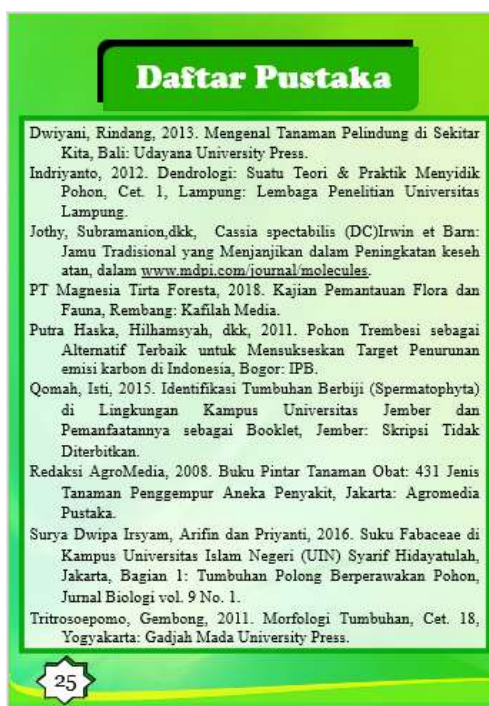 Daftar Pustaka
Dwiyani, Rindang, 2013. Mengenal Tanaman Pelindung di Sekitar
Kita, Bali: Udayana University Press.
Indriyanto, 2012. Dendrologi: Suatu Teori & Praktik Menyidik
Pohon, Cet. 1, Lampung: Lembaga Penelitian Universitas
Lampung.
Jothy, Subramanion,dkk, Cassia spectabilis (DC)Irwin et Barn:
Jamu Tradisional yang Menjanjikan dalam Peningkatan keseh
atan, dalam www.mdpi.com/journal/molecules.
PT Magnesia Tirta Foresta, 2018. Kajian Pemantauan Flora dan
Fauna, Rembang: Kafilah Media.
Putra Haska, Hilhamsyah, dkk, 2011. Pohon Trembesi sebagai
Alternatif Terbaik untuk Mensukseskan Target Penurunan
emisi karbon di Indonesia, Bogor: IPB.
Qomah, Isti, 2015. Identifikasi Tumbuhan Berbiji (Spermatophyta)
di Lingkungan Kampus Universitas Jember dan
Pemanfaatannya sebagai Booklet, Jember: Skripsi Tidak
Diterbitkan.
Redaksi AgroMedia, 2008. Buku Pintar Tanaman Obat: 431 Jenis
Tanaman Penggempur Aneka Penyakit, Jakarta: Agromedia
Pustaka.
Surya Dwipa Irsyam, Arifin dan Priyanti, 2016. Suku Fabaceae di
Kampus Universitas Islam Negeri (UIN) Syarif Hidayatulah,
Jakarta, Bagian 1: Tumbuhan Polong Berperawakan Pohon,
Jurnal Biologi vol. 9 No. 1.
Tritrosoepomo, Gembong, 2011. Morfologi Tumbuhan, Cet. 18,
Yogyakarta: Gadjah Mada University Press.
25